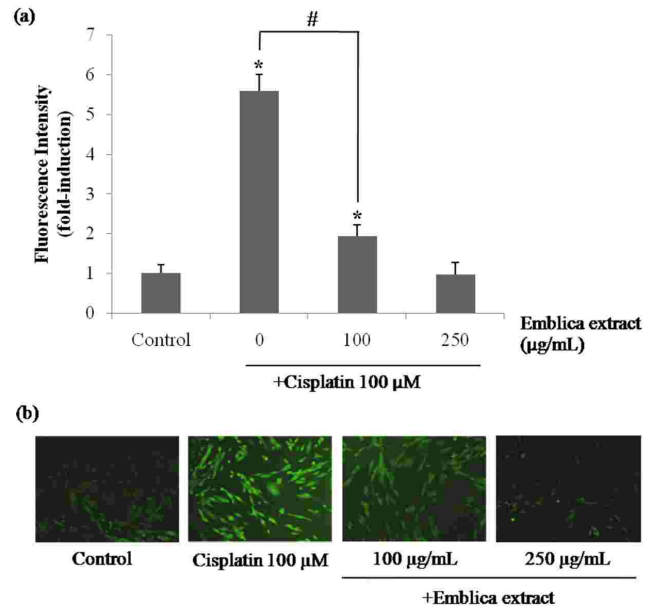 (a)
#
7
6
5
4
3
2
1
0
Fluorescence Intensity
(fold-induction)
*
*
Control 0 100 250
Emblica extract
(µg/mL)
+Cisplatin 100 µM
(b)
Control Cisplatin 100 µM 100 µg/mL 250 µg/mL
+Emblica extract